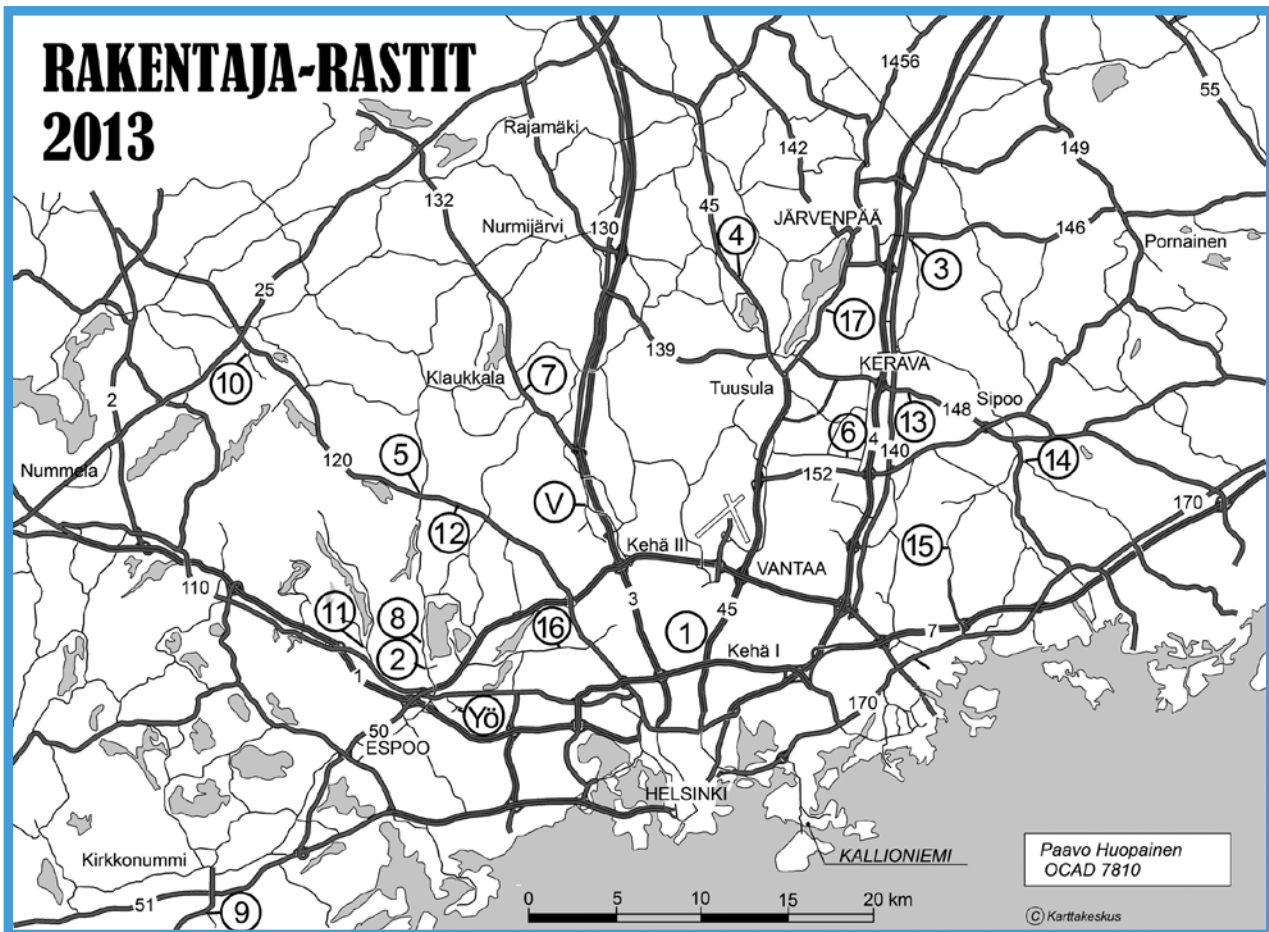 RAKENTAJA-RASTIT
2013
1456
55
Rajamäki
142
149
132
45
JÄRVENPÄÄ
Nurmijärvi
130
4
146
Pornainen
3
25
17
139
KERAVA
10
Klaukkala
7
Tuusula
2
Sipoo
148
13
6
4
140
Nummela
120
5
14
152
V
170
12
Kehä III
15
VANTAA
110
11
8
16
3
45
1
7
2
Kehä I
1
Yö
170
50
ESPOO
HELSINKI
KALLIONIEMI
Paavo Huopainen
OCAD 7810
Kirkkonummi
0 5 10 15 20 km
51
9
© Karttakeskus